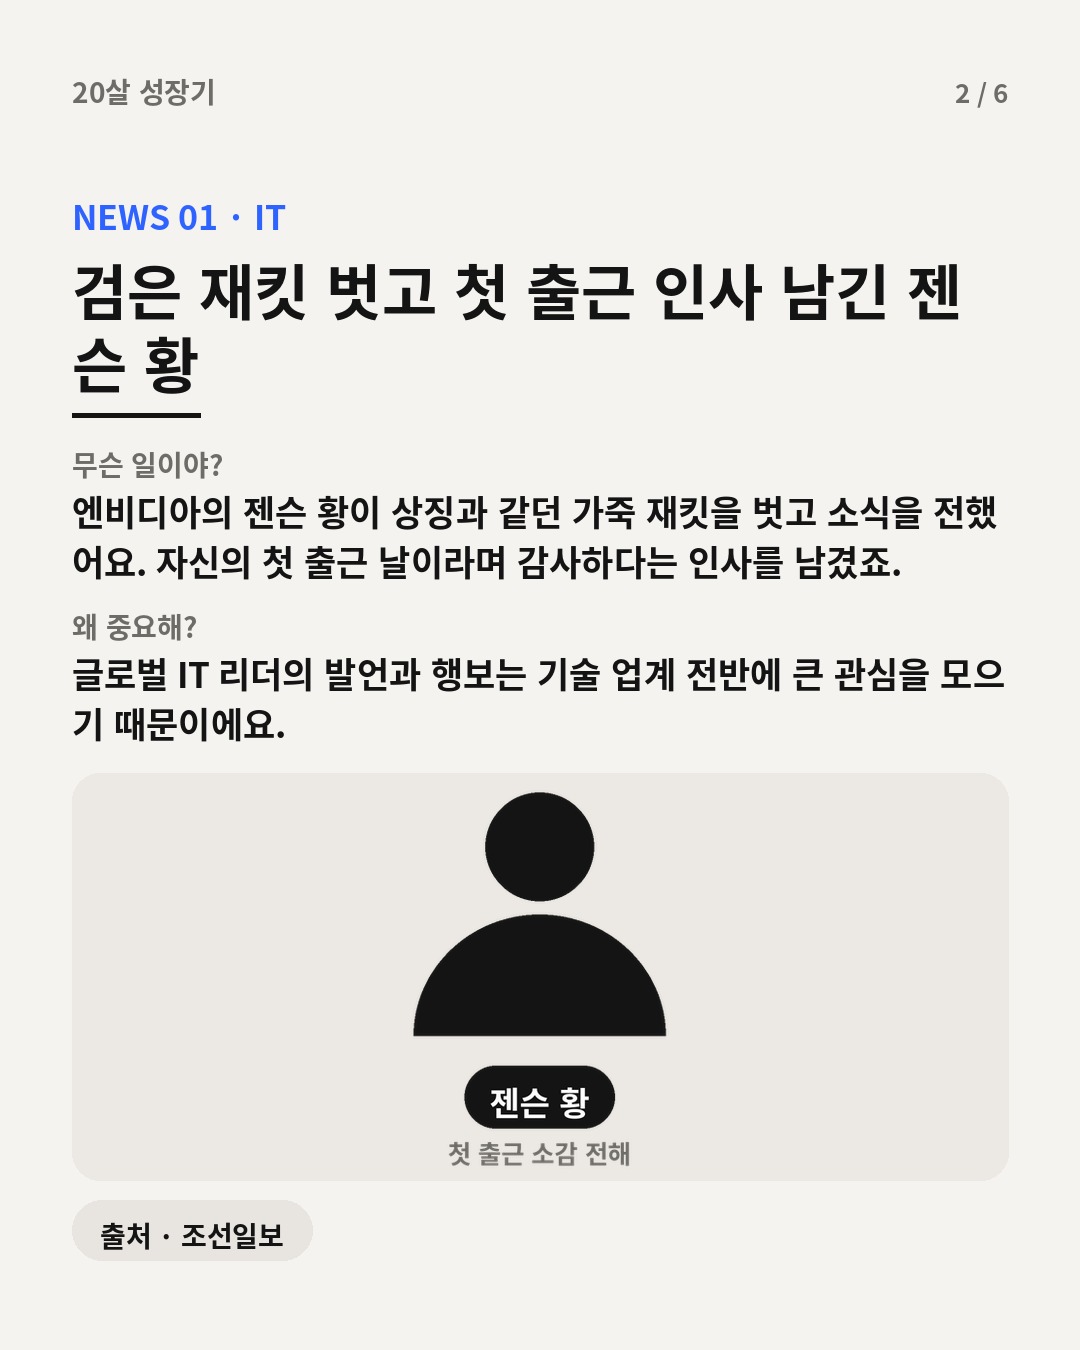 20살 성장기
2 / 6
NEWS 01 · IT
검은 재킷 벗고 첫 출근 인사 남긴 젠
슨 황
무슨 일이야?
엔비디아의 젠슨 황이 상징과 같던 가죽 재킷을 벗고 소식을 전했
어요. 자신의 첫 출근 날이라며 감사하다는 인사를 남겼죠.
왜 중요해?
글로벌 IT 리더의 발언과 행보는 기술 업계 전반에 큰 관심을 모으
기 때문이에요.
젠슨 황
첫 출근 소감 전해
출처 · 조선일보